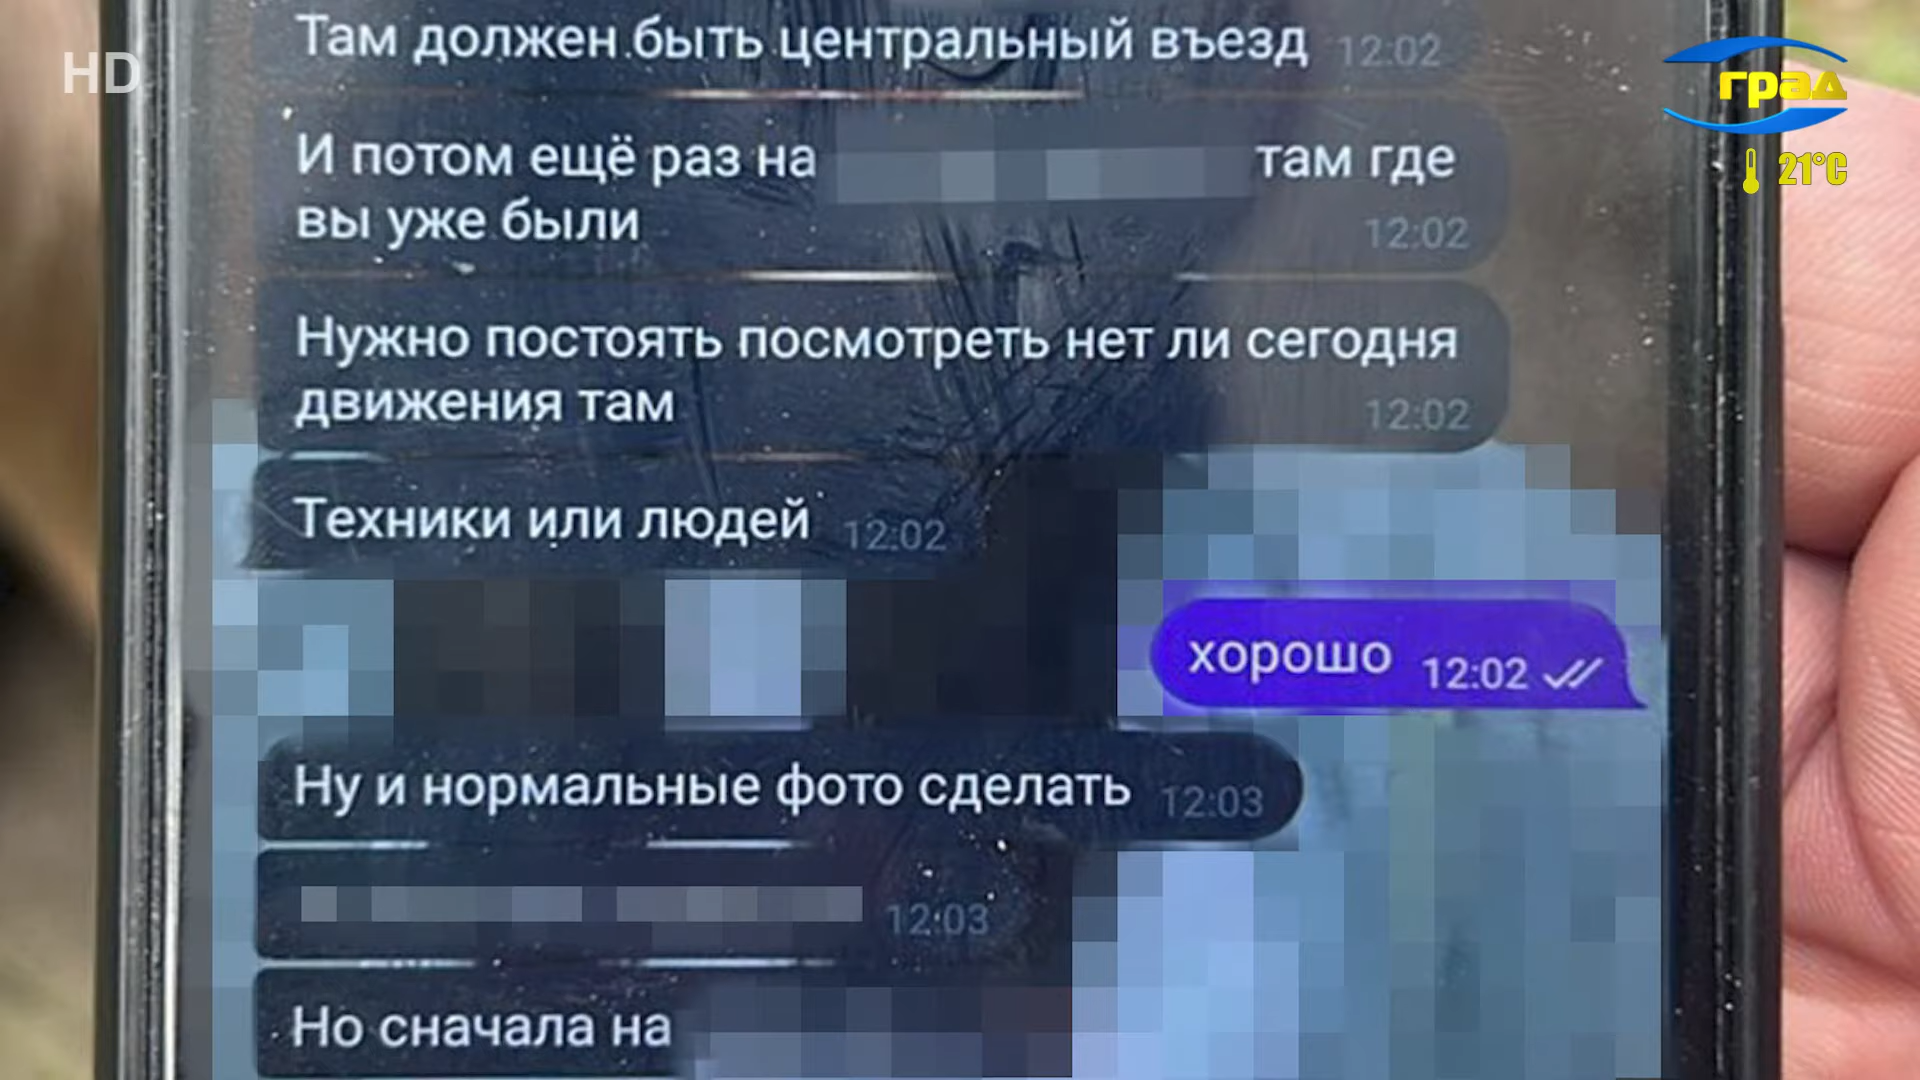 HD
Там должен быть центральный въезд 12:02
град
21°C
И потом ещё раз на там где
вы уже были 12:02
Нужно постоять посмотреть нет ли сегодня
движения там 12:02
Техники или людей 12:02
хорошо 12:02
Ну и нормальные фото сделать 12:03
12:03
Но сначала на